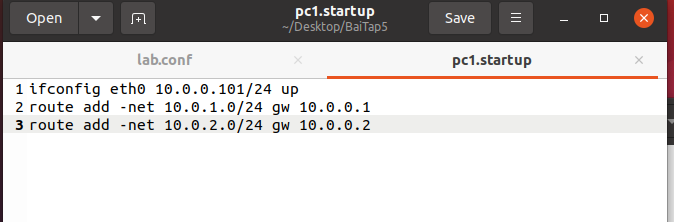 Open
pc1.startup
~/Desktop/BaiTap5
Save
lab.conf
pc1.startup
1 ifconfig eth0 10.0.0.101/24 up
2 route add -net 10.0.1.0/24 gw 10.0.0.1
3 route add -net 10.0.2.0/24 gw 10.0.0.2